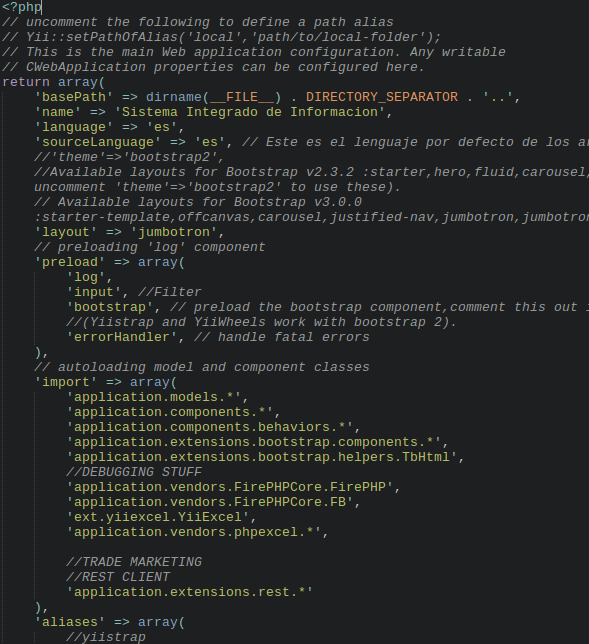 <?php
// uncomment the following to define a path alias
// Yii::setPathOfAlias('local','path/to/local-folder');
// This is the main Web application configuration. Any writable
// CWebApplication properties can be configured here.
return array(
    'basePath' => dirname(__FILE__) . DIRECTORY_SEPARATOR . '..',
    'name' => 'Sistema Integrado de Informacion',
    'language' => 'es',
    'sourceLanguage' => 'es', // Este es el lenguaje por defecto de los
    //'theme'=>'bootstrap2',
    //Available layouts for Bootstrap v2.3.2 :starter,hero,fluid,carousel,
    uncomment 'theme'=>'bootstrap2' to use these).
    // Available layouts for Bootstrap v3.0.0
    :starter-template,offcanvas,carousel,justified-nav,jumbotron,jumbotron
    'layout' => 'jumbotron',
    // preloading 'log' component
    'preload' => array(
        'log',
        'input', //Filter
        'bootstrap', // preload the bootstrap component,comment this out
        //(Yiistrap and YiiWheels work with bootstrap 2).
        'errorHandler', // handle fatal errors
    ),
    // autoloading model and component classes
    'import' => array(
        'application.models.*',
        'application.components.*',
        'application.components.behaviors.*',
        'application.extensions.bootstrap.components.*',
        'application.extensions.bootstrap.helpers.TbHtml',
        //DEBUGGING STUFF
        'application.vendors.FirePHPCore.FirePHP',
        'application.vendors.FirePHPCore.FB',
        'ext.yiiexcel.YiiExcel',
        'application.vendors.phpexcel.*',
        //TRADE MARKETING
        //REST CLIENT
        'application.extensions.rest.*'
    ),
    'aliases' => array(
        //yiistrap